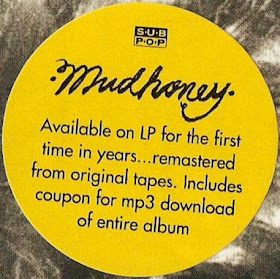 SUB
POP
·Mudhoney·
Available on LP for the first
time in years...remastered
from original tapes. Includes
coupon for mp3 download
of entire album